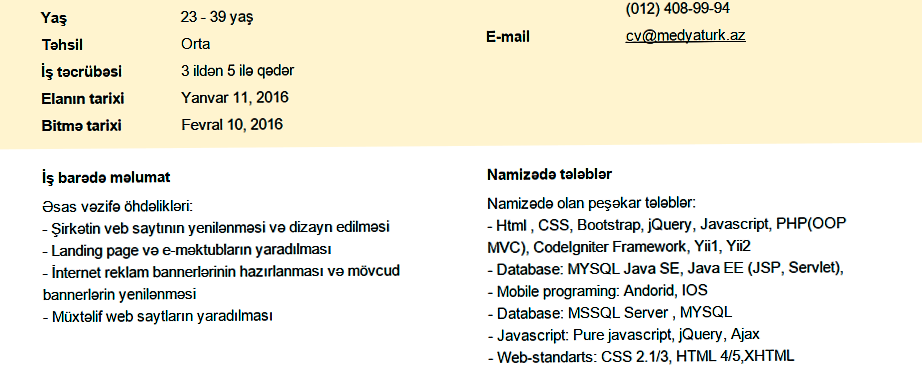 Yaş 23 - 39 yaş
Təhsil Orta
İş təcrübəsi 3 ildən 5 ilə qədər
Elanın tarixi Yanvar 11, 2016
Bitmə tarixi Fevral 10, 2016
(012) 408-99-94
E-mail cv@medyaturk.az
İş barədə məlumat
Əsas vəzifə öhdəlikləri:
- Şirkətin veb saytının yenilənməsi və dizayn edilməsi
- Landing page və e-məktubların yaradılması
- İnternet reklam bannerlərinin hazırlanması və mövcud
bannerlərin yenilənməsi
- Müxtəlif web saytların yaradılması
Namizədə tələblər
Namizədə olan peşəkar tələblər:
- Html , CSS, Bootstrap, jQuery, Javascript, PHP(OOP
MVC), CodeIgniter Framework, Yii1, Yii2
- Database: MYSQL Java SE, Java EE (JSP, Servlet),
- Mobile programing: Andorid, IOS
- Database: MSSQL Server , MYSQL
- Javascript: Pure javascript, jQuery, Ajax
- Web-standarts: CSS 2.1/3, HTML 4/5,XHTML